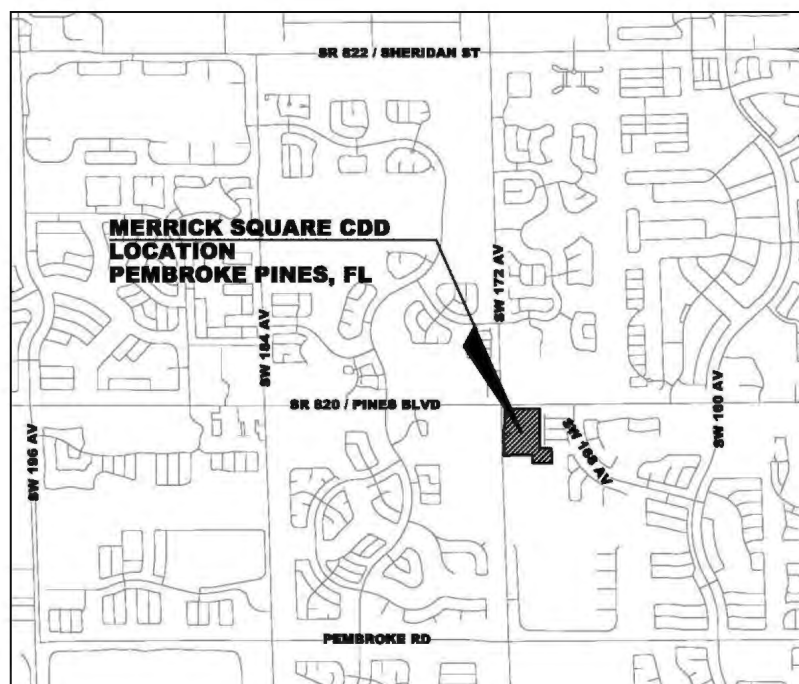 SR 822 / SHERIDAN ST
MERRICK SQUARE CDD
LOCATION
PEMBROKE PINES, FL
SW 172 AV
SW 184 AV
SR 820 / PINES BLVD
SW 160 AV
SW 196 AV
SW 168 AV
PEMBROKE RD